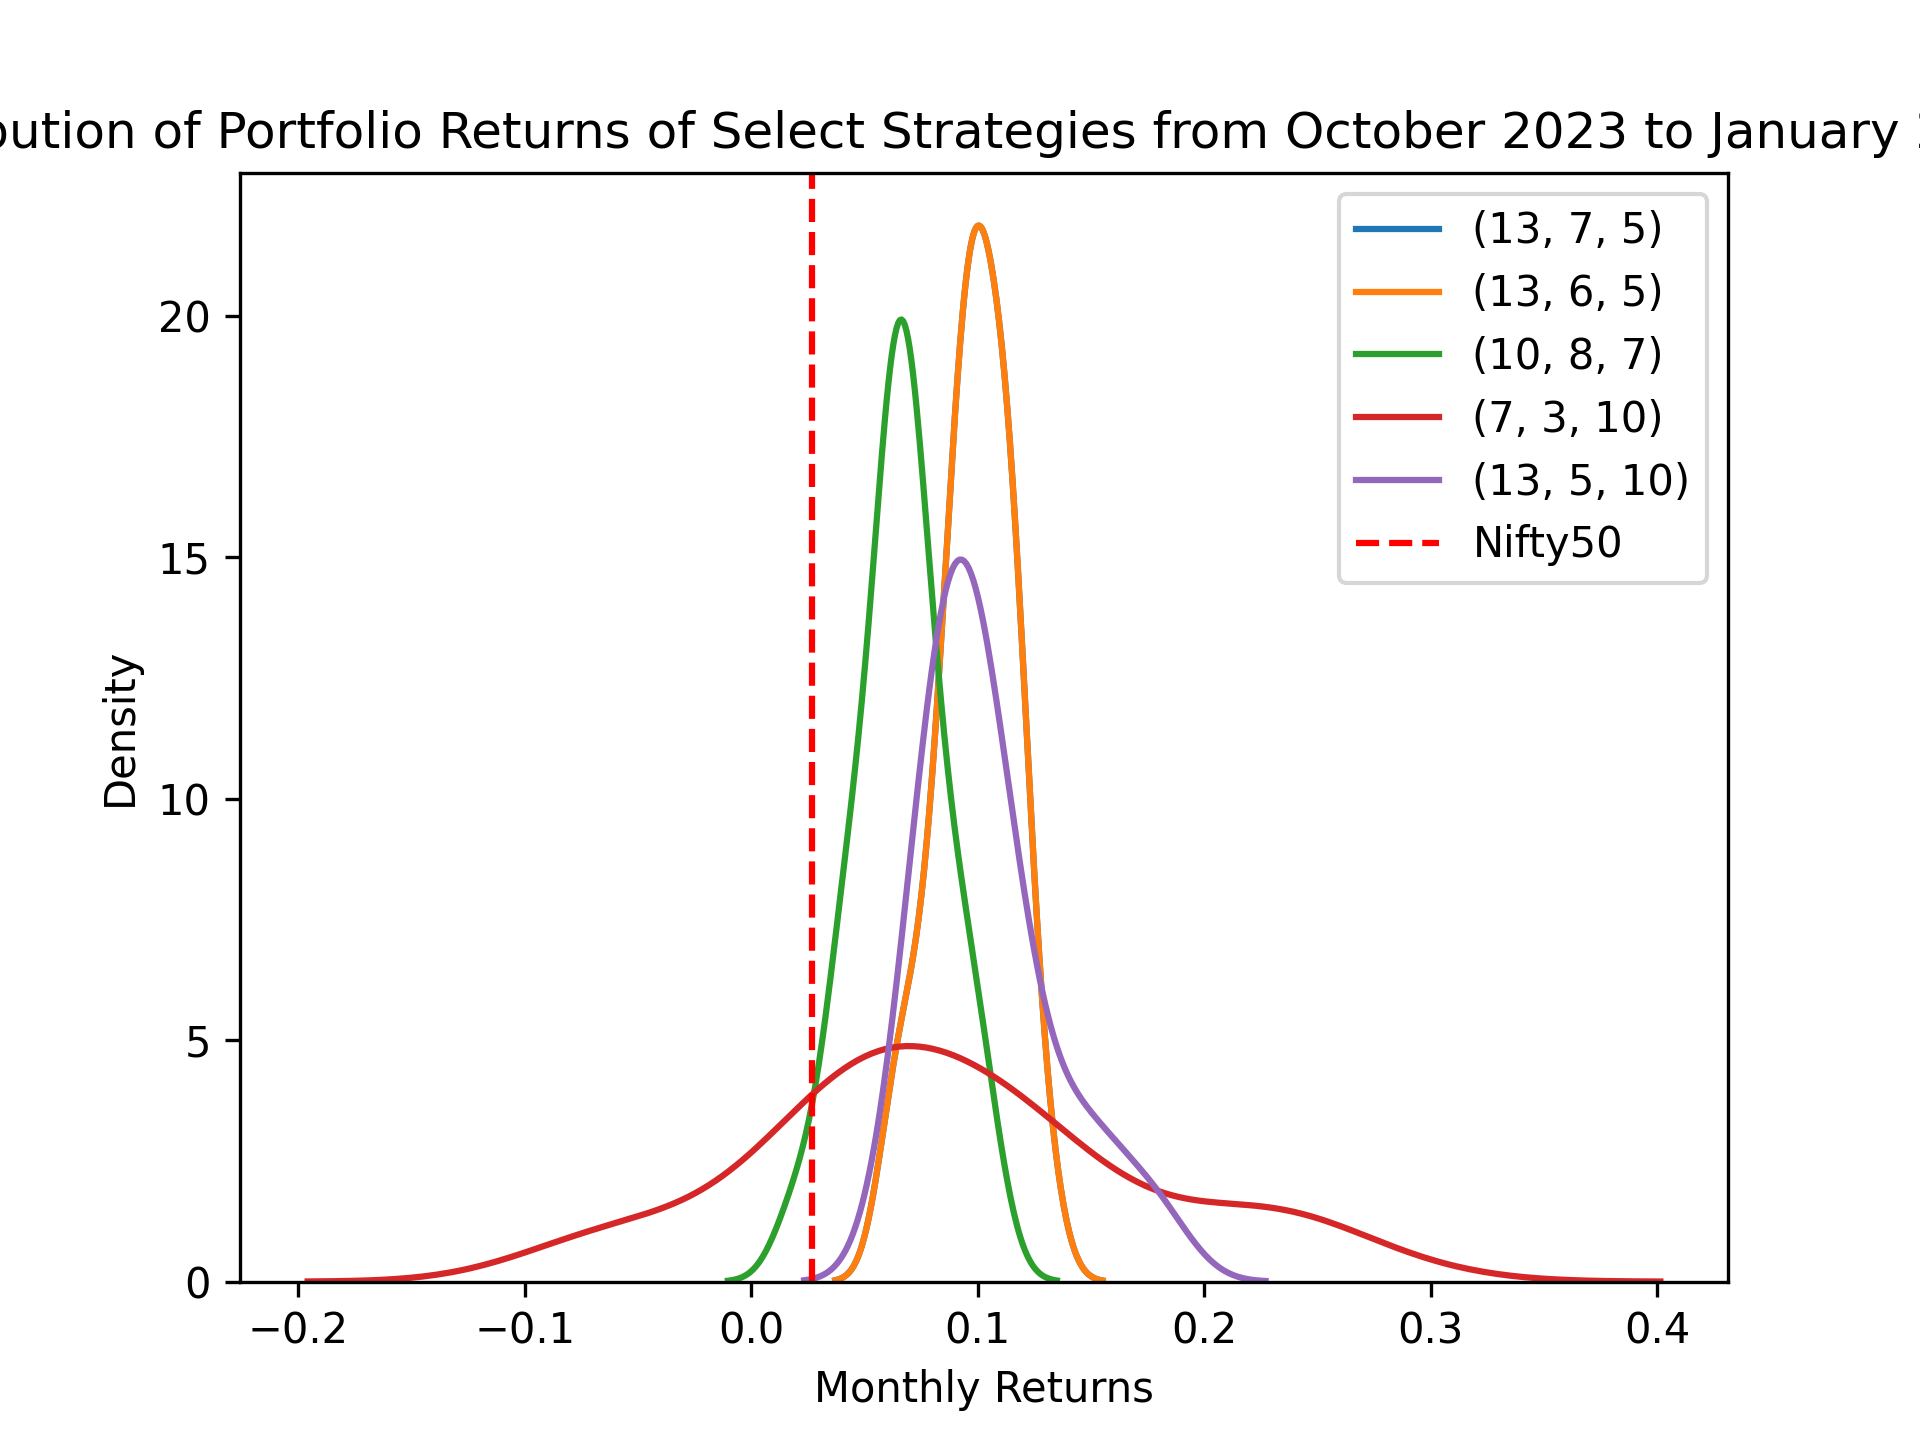 of Portfolio Returns of Select Strategies from October 2023 to January
(13, 7, 5)
(13, 6, 5)
(10, 8, 7)
(7, 3, 10)
(13, 5, 10)
Nifty50
Density
20
15
10
5
0
−0.2 −0.1 0.0 0.1 0.2 0.3 0.4
Monthly Returns